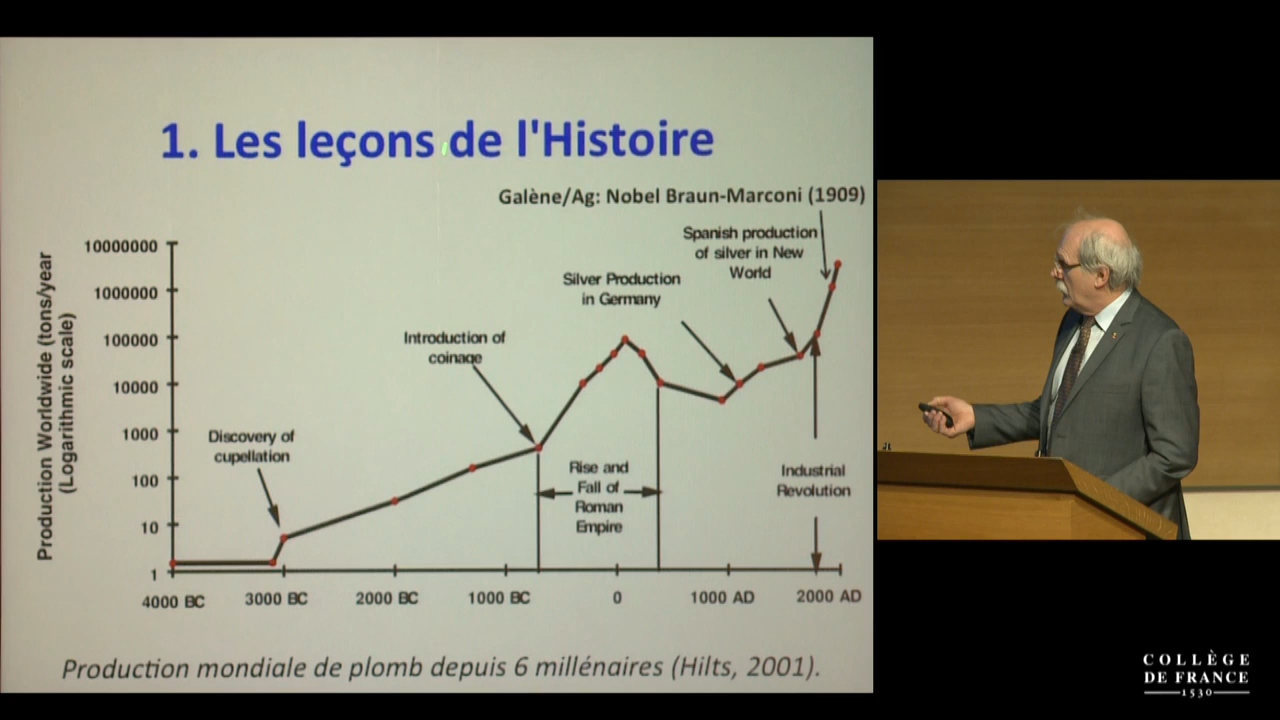 1. Les leçons de l'Histoire
Galène/Ag: Nobel Braun-Marconi (1909)
Production Worldwide (tons/year
(Logarithmic scale)
10000000
1000000
100000
10000
1000
100
10
1
Discovery of
cupellation
Introduction of
coinage
Silver Production
in Germany
Spanish production
of silver in New
World
Rise and
Fall of
Roman
Empire
Industrial
Revolution
4000 BC
3000 BC
2000 BC
1000 BC
0
1000 AD
2000 AD
Production mondiale de plomb depuis 6 millénaires (Hilts, 2001).
COLLÈGE
DE FRANCE
1530